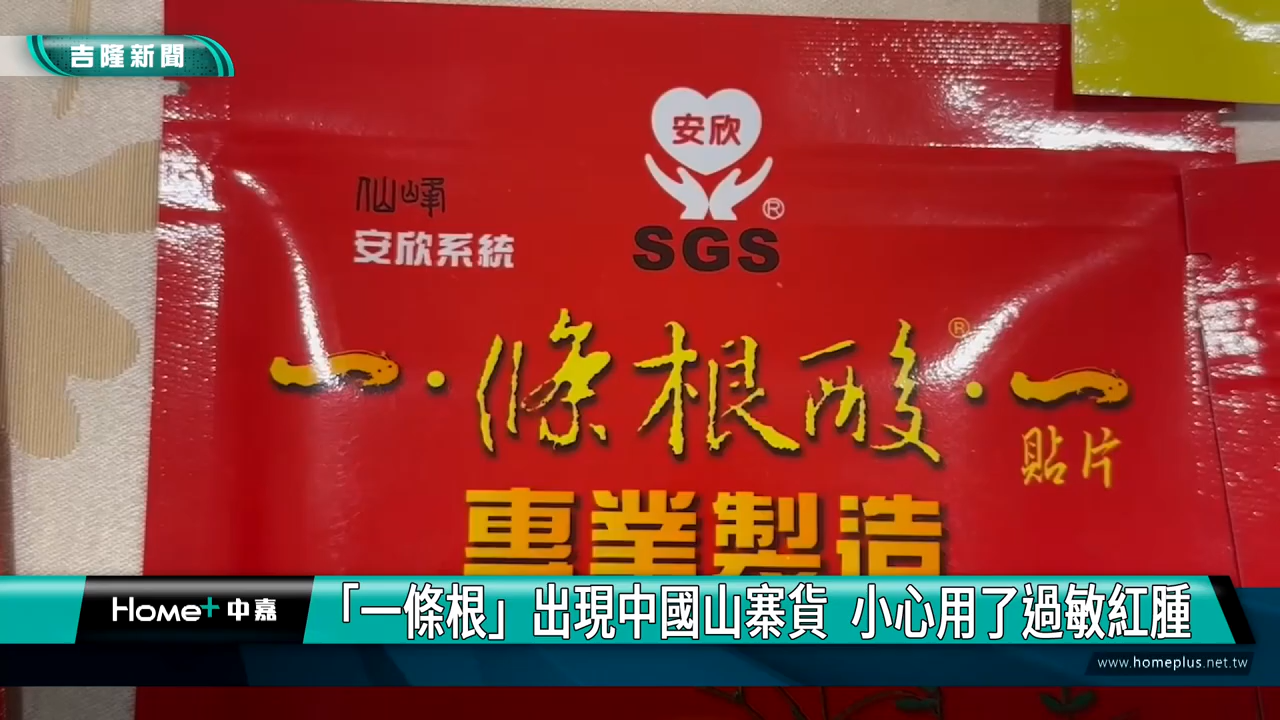 吉隆新聞
安欣
®
SGS
仙峰
安欣系統
一・條根酸®・一
貼片
專業製造
Home+中嘉
「一條根」出現中國山寨貨 小心用了過敏紅腫
www.homeplus.net.tw